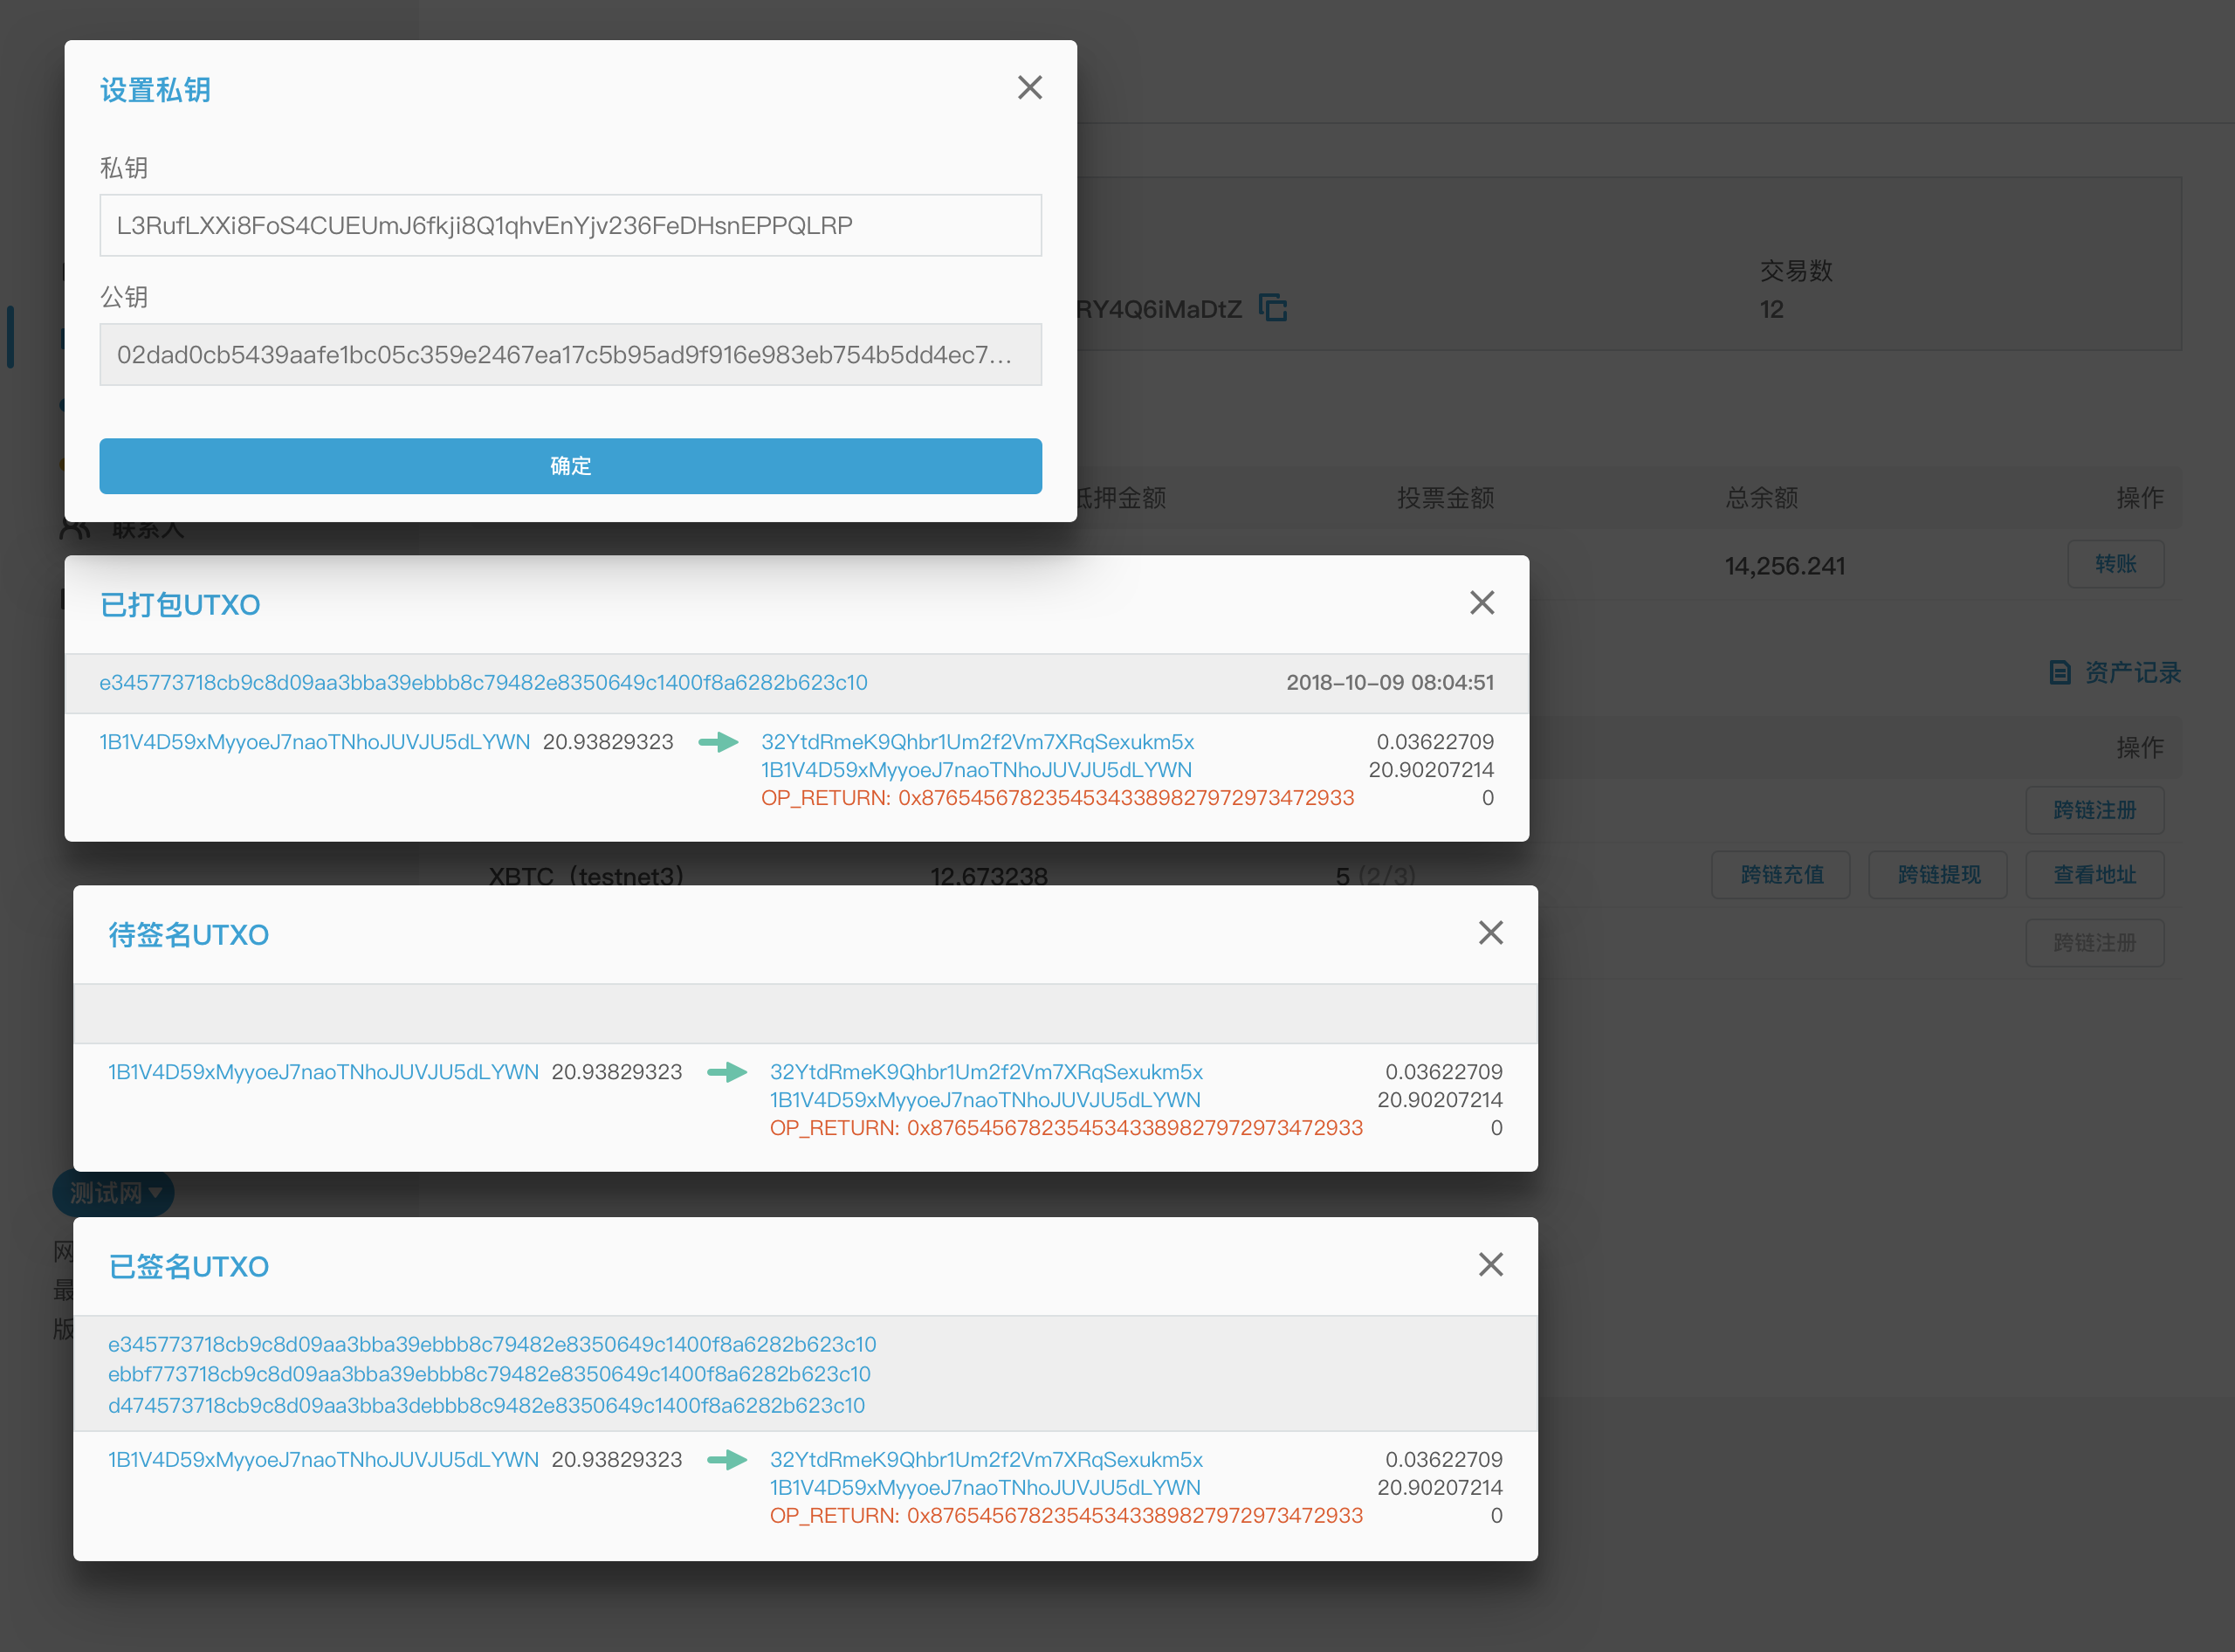 设置私钥
私钥
L3RufLXXi8FoS4CUEUmJ6fkji8Q1qhvEnYjv236FeDHsnEPPQLRP
公钥
02dad0cb5439aafe1bc05c359e2467ea17c5b95ad9f916e983eb754b5dd4ec7...
确定
RY4Q6iMaDtZ
交易数
12
抵押金额 投票金额 总余额 操作
联系人
14,256.241 转账
已打包UTXO
资产记录
e345773718cb9c8d09aa3bba39ebbb8c79482e8350649c1400f8a6282b623c10 2018-10-09 08:04:51
操作
1B1V4D59xMyyoeJ7naoTNhoJUVJU5dLYWN 20.93829323 32YtdRmeK9Qhbr1Um2f2Vm7XRqSexukm5x 0.03622709
1B1V4D59xMyyoeJ7naoTNhoJUVJU5dLYWN 20.90207214
OP_RETURN: 0x87654567823545343389827972973472933 0
跨链注册
XBTC（testnet3） 12.673238 5 (2/3) 跨链充值 跨链提现 查看地址
待签名UTXO
跨链注册
1B1V4D59xMyyoeJ7naoTNhoJUVJU5dLYWN 20.93829323 32YtdRmeK9Qhbr1Um2f2Vm7XRqSexukm5x 0.03622709
1B1V4D59xMyyoeJ7naoTNhoJUVJU5dLYWN 20.90207214
OP_RETURN: 0x87654567823545343389827972973472933 0
测试网
网
最
版
已签名UTXO
e345773718cb9c8d09aa3bba39ebbb8c79482e8350649c1400f8a6282b623c10
ebbf773718cb9c8d09aa3bba39ebbb8c79482e8350649c1400f8a6282b623c10
d474573718cb9c8d09aa3bba3debbb8c9482e8350649c1400f8a6282b623c10
1B1V4D59xMyyoeJ7naoTNhoJUVJU5dLYWN 20.93829323 32YtdRmeK9Qhbr1Um2f2Vm7XRqSexukm5x 0.03622709
1B1V4D59xMyyoeJ7naoTNhoJUVJU5dLYWN 20.90207214
OP_RETURN: 0x87654567823545343389827972973472933 0